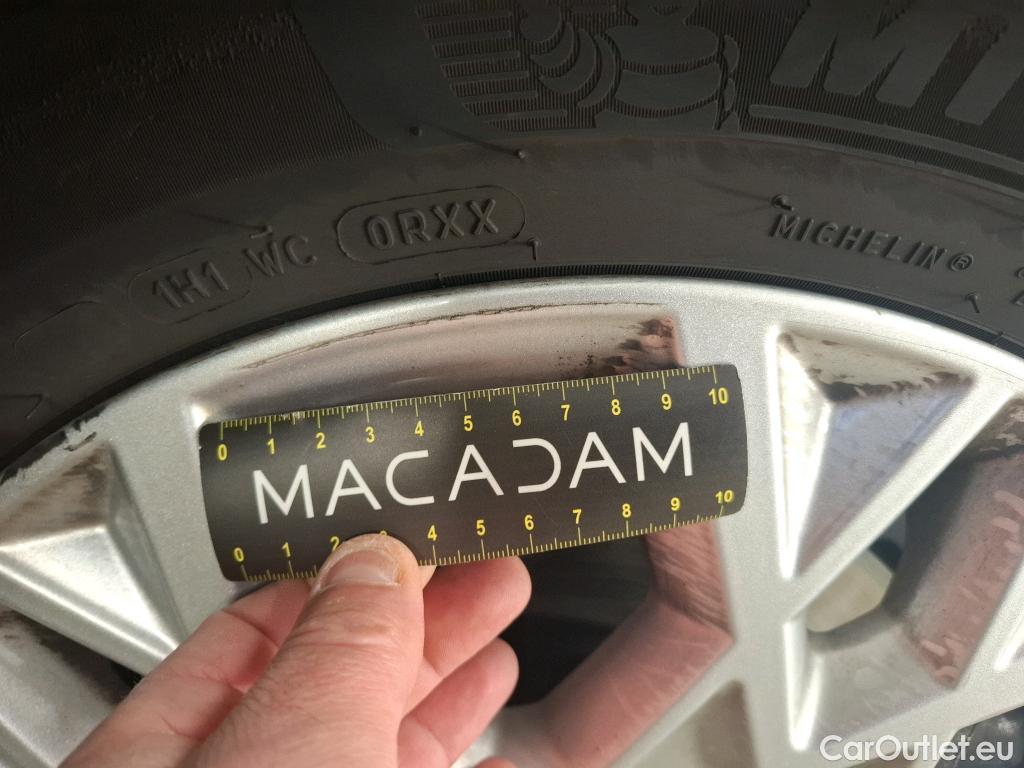 MI
1H1 WC 0RXX
MICHELIN®
0 1 2 3 4 5 6 7 8 9 10
MACADAM
0 1 2 3 4 5 6 7 8 9 10
CarOutlet.eu